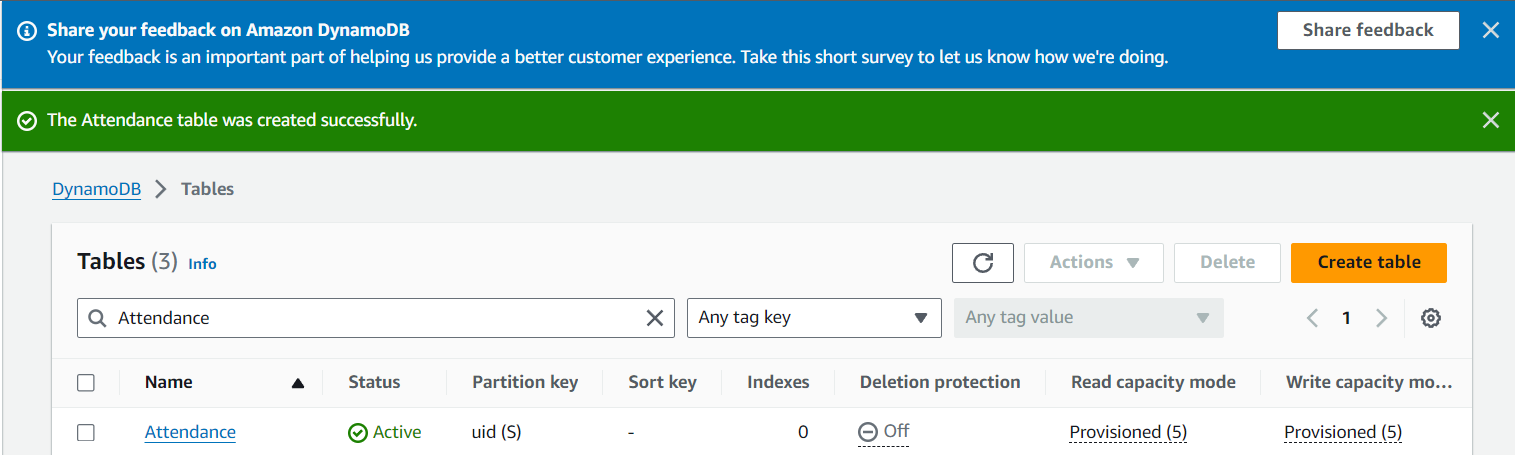 Share your feedback on Amazon DynamoDB
Share feedback
Your feedback is an important part of helping us provide a better customer experience. Take this short survey to let us know how we're doing.
The Attendance table was created successfully.
DynamoDB Tables
Tables (3) Info
Actions Delete Create table
Attendance Any tag key Any tag value 1
Name Status Partition key Sort key Indexes Deletion protection Read capacity mode Write capacity mo...
Attendance Active uid (S) - 0 Off Provisioned (5) Provisioned (5)